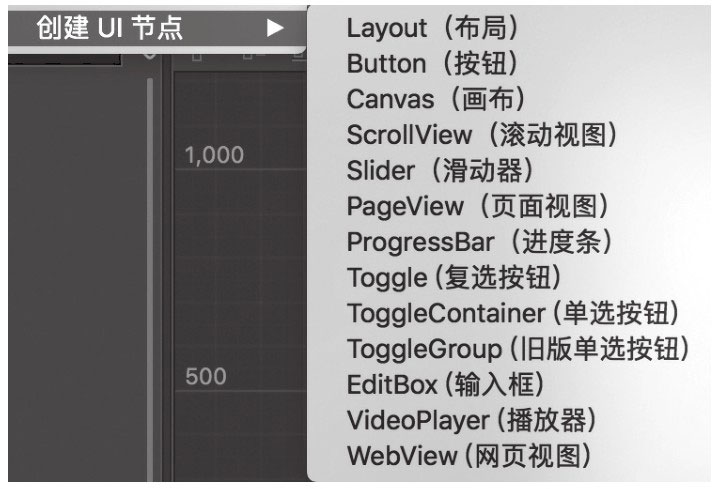 创建 UI 节点
Layout（布局）
Button（按钮）
Canvas（画布）
ScrollView（滚动视图）
1,000
Slider（滑动器）
PageView（页面视图）
ProgressBar（进度条）
Toggle (复选按钮)
ToggleContainer (单选按钮)
ToggleGroup (旧版单选按钮)
500
EditBox (输入框)
VideoPlayer (播放器)
WebView (网页视图)